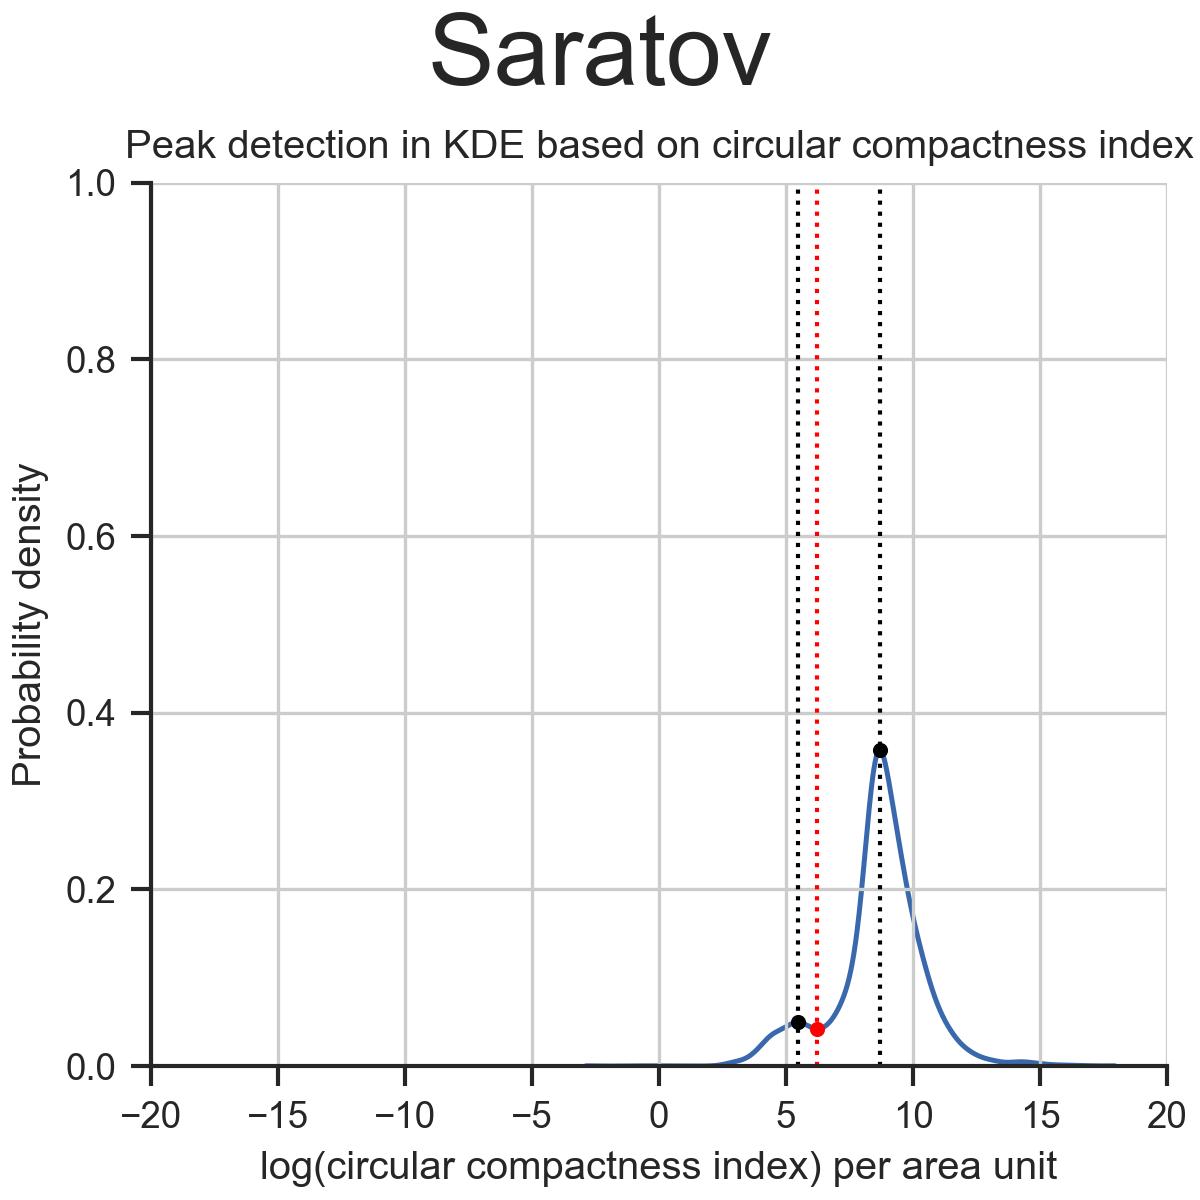 Saratov
Peak detection in KDE based on circular compactness index
1.0
0.8
0.6
0.4
0.2
0.0
Probability density
−20 −15 −10 −5 0 5 10 15 20
log(circular compactness index) per area unit